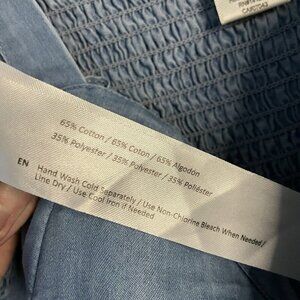 65% Cotton / 65% Coton / 65% Algodon
35% Polyester / 35% Polyester / 35% Poliéster
EN
Hand Wash Cold Separately / Use Non-Chlorine Bleach When Needed /
Line Dry / Use Cool Iron if Needed